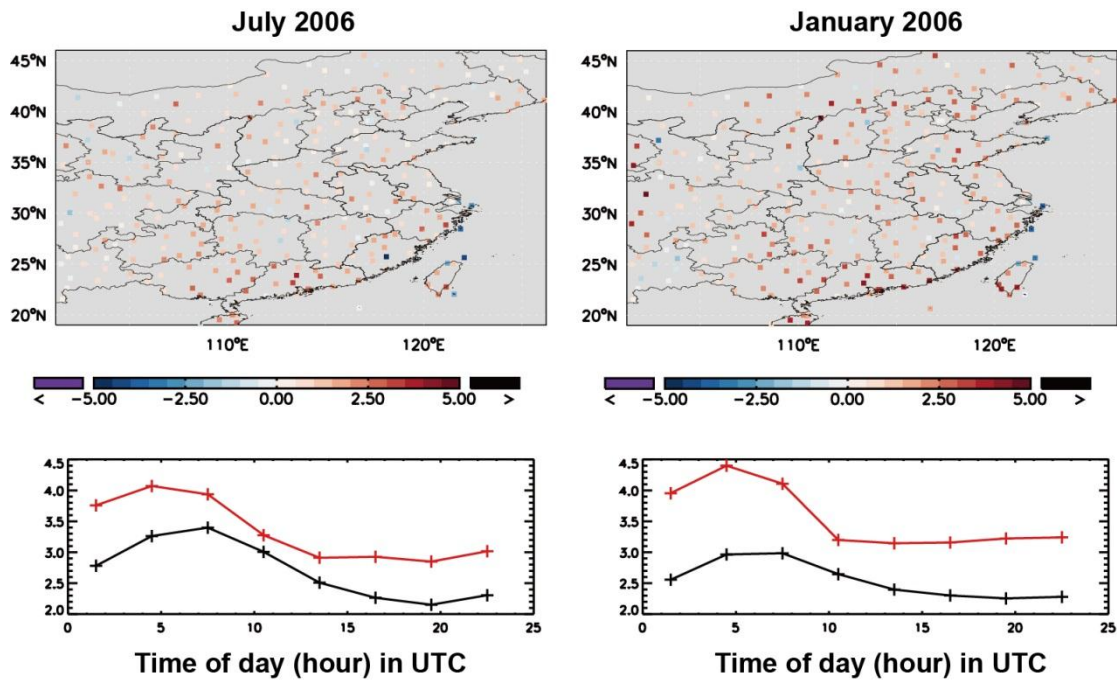 July 2006
January 2006
45°N
40°N
35°N
30°N
25°N
20°N
110°E
120°E
45°N
40°N
35°N
30°N
25°N
20°N
110°E
120°E
< −5.00 −2.50 0.00 2.50 5.00 >
< −5.00 −2.50 0.00 2.50 5.00 >
4.5
4.0
3.5
3.0
2.5
2.0
0 5 10 15 20 25
4.5
4.0
3.5
3.0
2.5
2.0
0 5 10 15 20 25
Time of day (hour) in UTC
Time of day (hour) in UTC